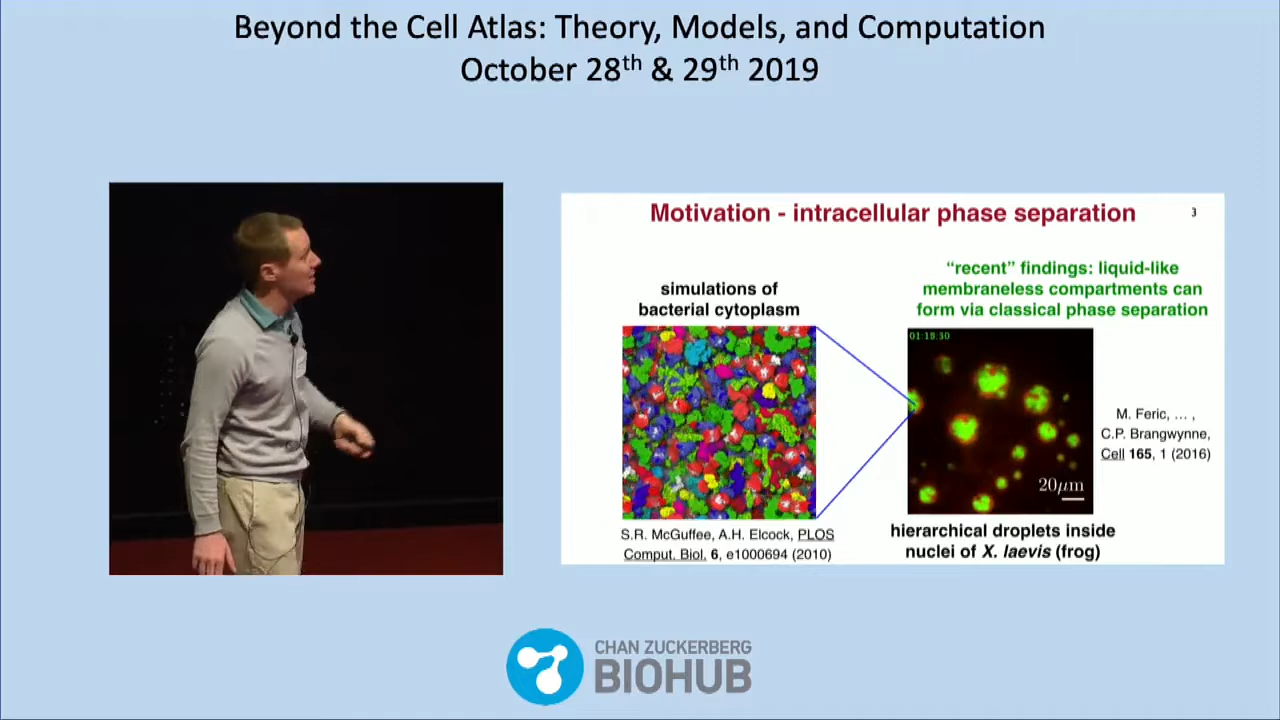 Beyond the Cell Atlas: Theory, Models, and Computation
October 28th & 29th 2019
Motivation - intracellular phase separation
3
simulations of
bacterial cytoplasm
S.R. McGuffee, A.H. Elcock, PLOS
Comput. Biol. 6, e1000694 (2010)
"recent" findings: liquid-like
membraneless compartments can
form via classical phase separation
01:18:30
20μm
M. Feric, ... ,
C.P. Brangwynne,
Cell 165, 1 (2016)
hierarchical droplets inside
nuclei of X. laevis (frog)
CHAN ZUCKERBERG
BIOHUB